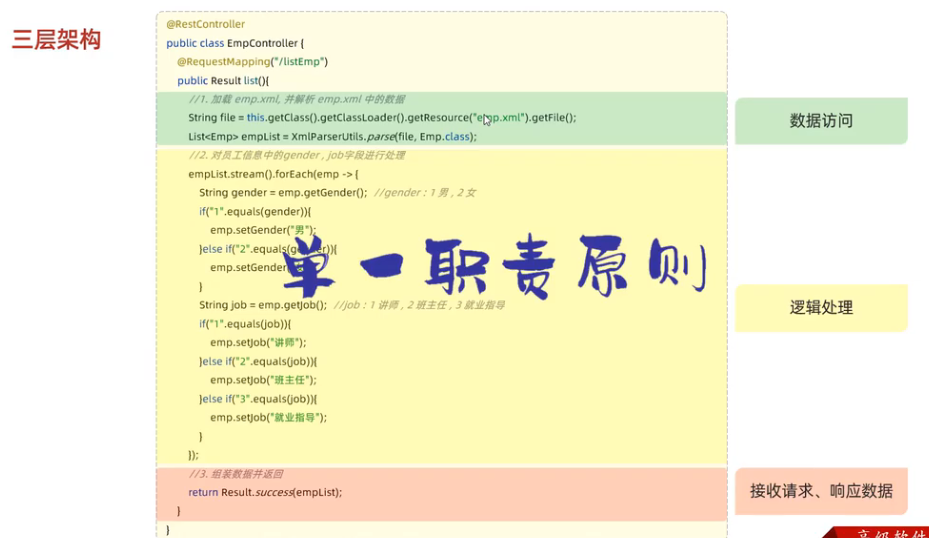 三层架构
@RestController
public class EmpController {
@RequestMapping("/listEmp")
public Result list(){
//1. 加载 emp.xml, 并解析 emp.xml 中的数据
String file = this.getClass().getClassLoader().getResource("emp.xml").getFile();
List<Emp> empList = XmlParserUtils.parse(file, Emp.class);
数据访问
//2. 对员工信息中的gender , job字段进行处理
empList.stream().forEach(emp -> {
String gender = emp.getGender(); //gender : 1 男 , 2 女
if("1".equals(gender)){
emp.setGender("男");
}else if("2".equals(gender)){
emp.setGender(
}
单一职责原则
String job = emp.getJob(); //job : 1 讲师 , 2 班主任 , 3 就业指导
if("1".equals(job)){
emp.setJob("讲师");
}else if("2".equals(job)){
emp.setJob("班主任");
}else if("3".equals(job)){
emp.setJob("就业指导");
}
});
逻辑处理
//3. 组装数据并返回
return Result.success(empList);
}
}
接收请求、响应数据
高级软件